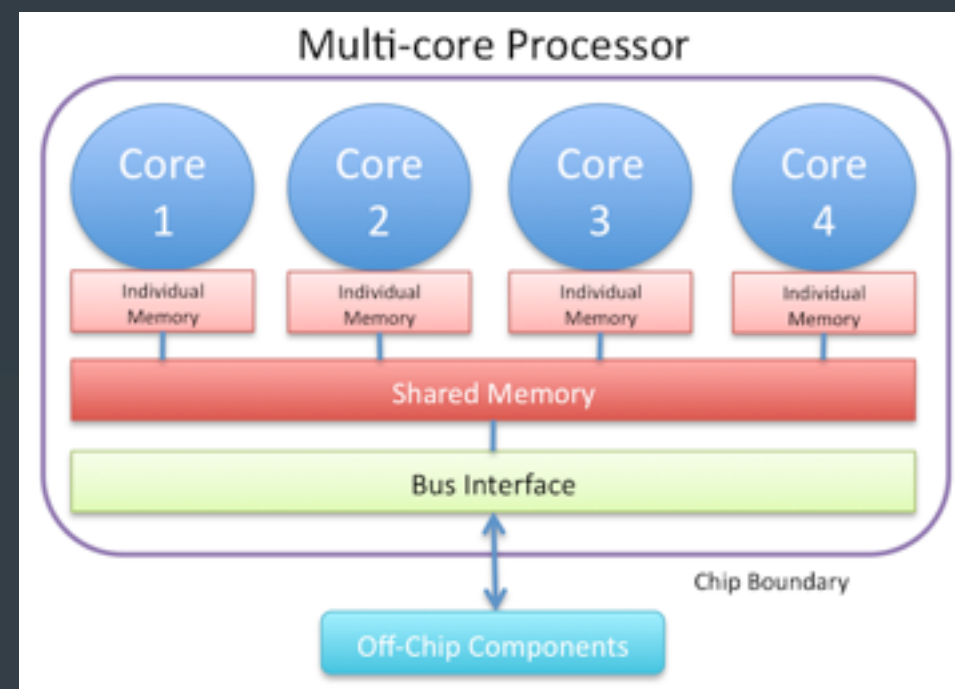 Multi-core Processor
Core Core Core Core
1 2 3 4
Individual Individual Individual Individual
Memory Memory Memory Memory
Shared Memory
Bus Interface
Chip Boundary
Off-Chip Components